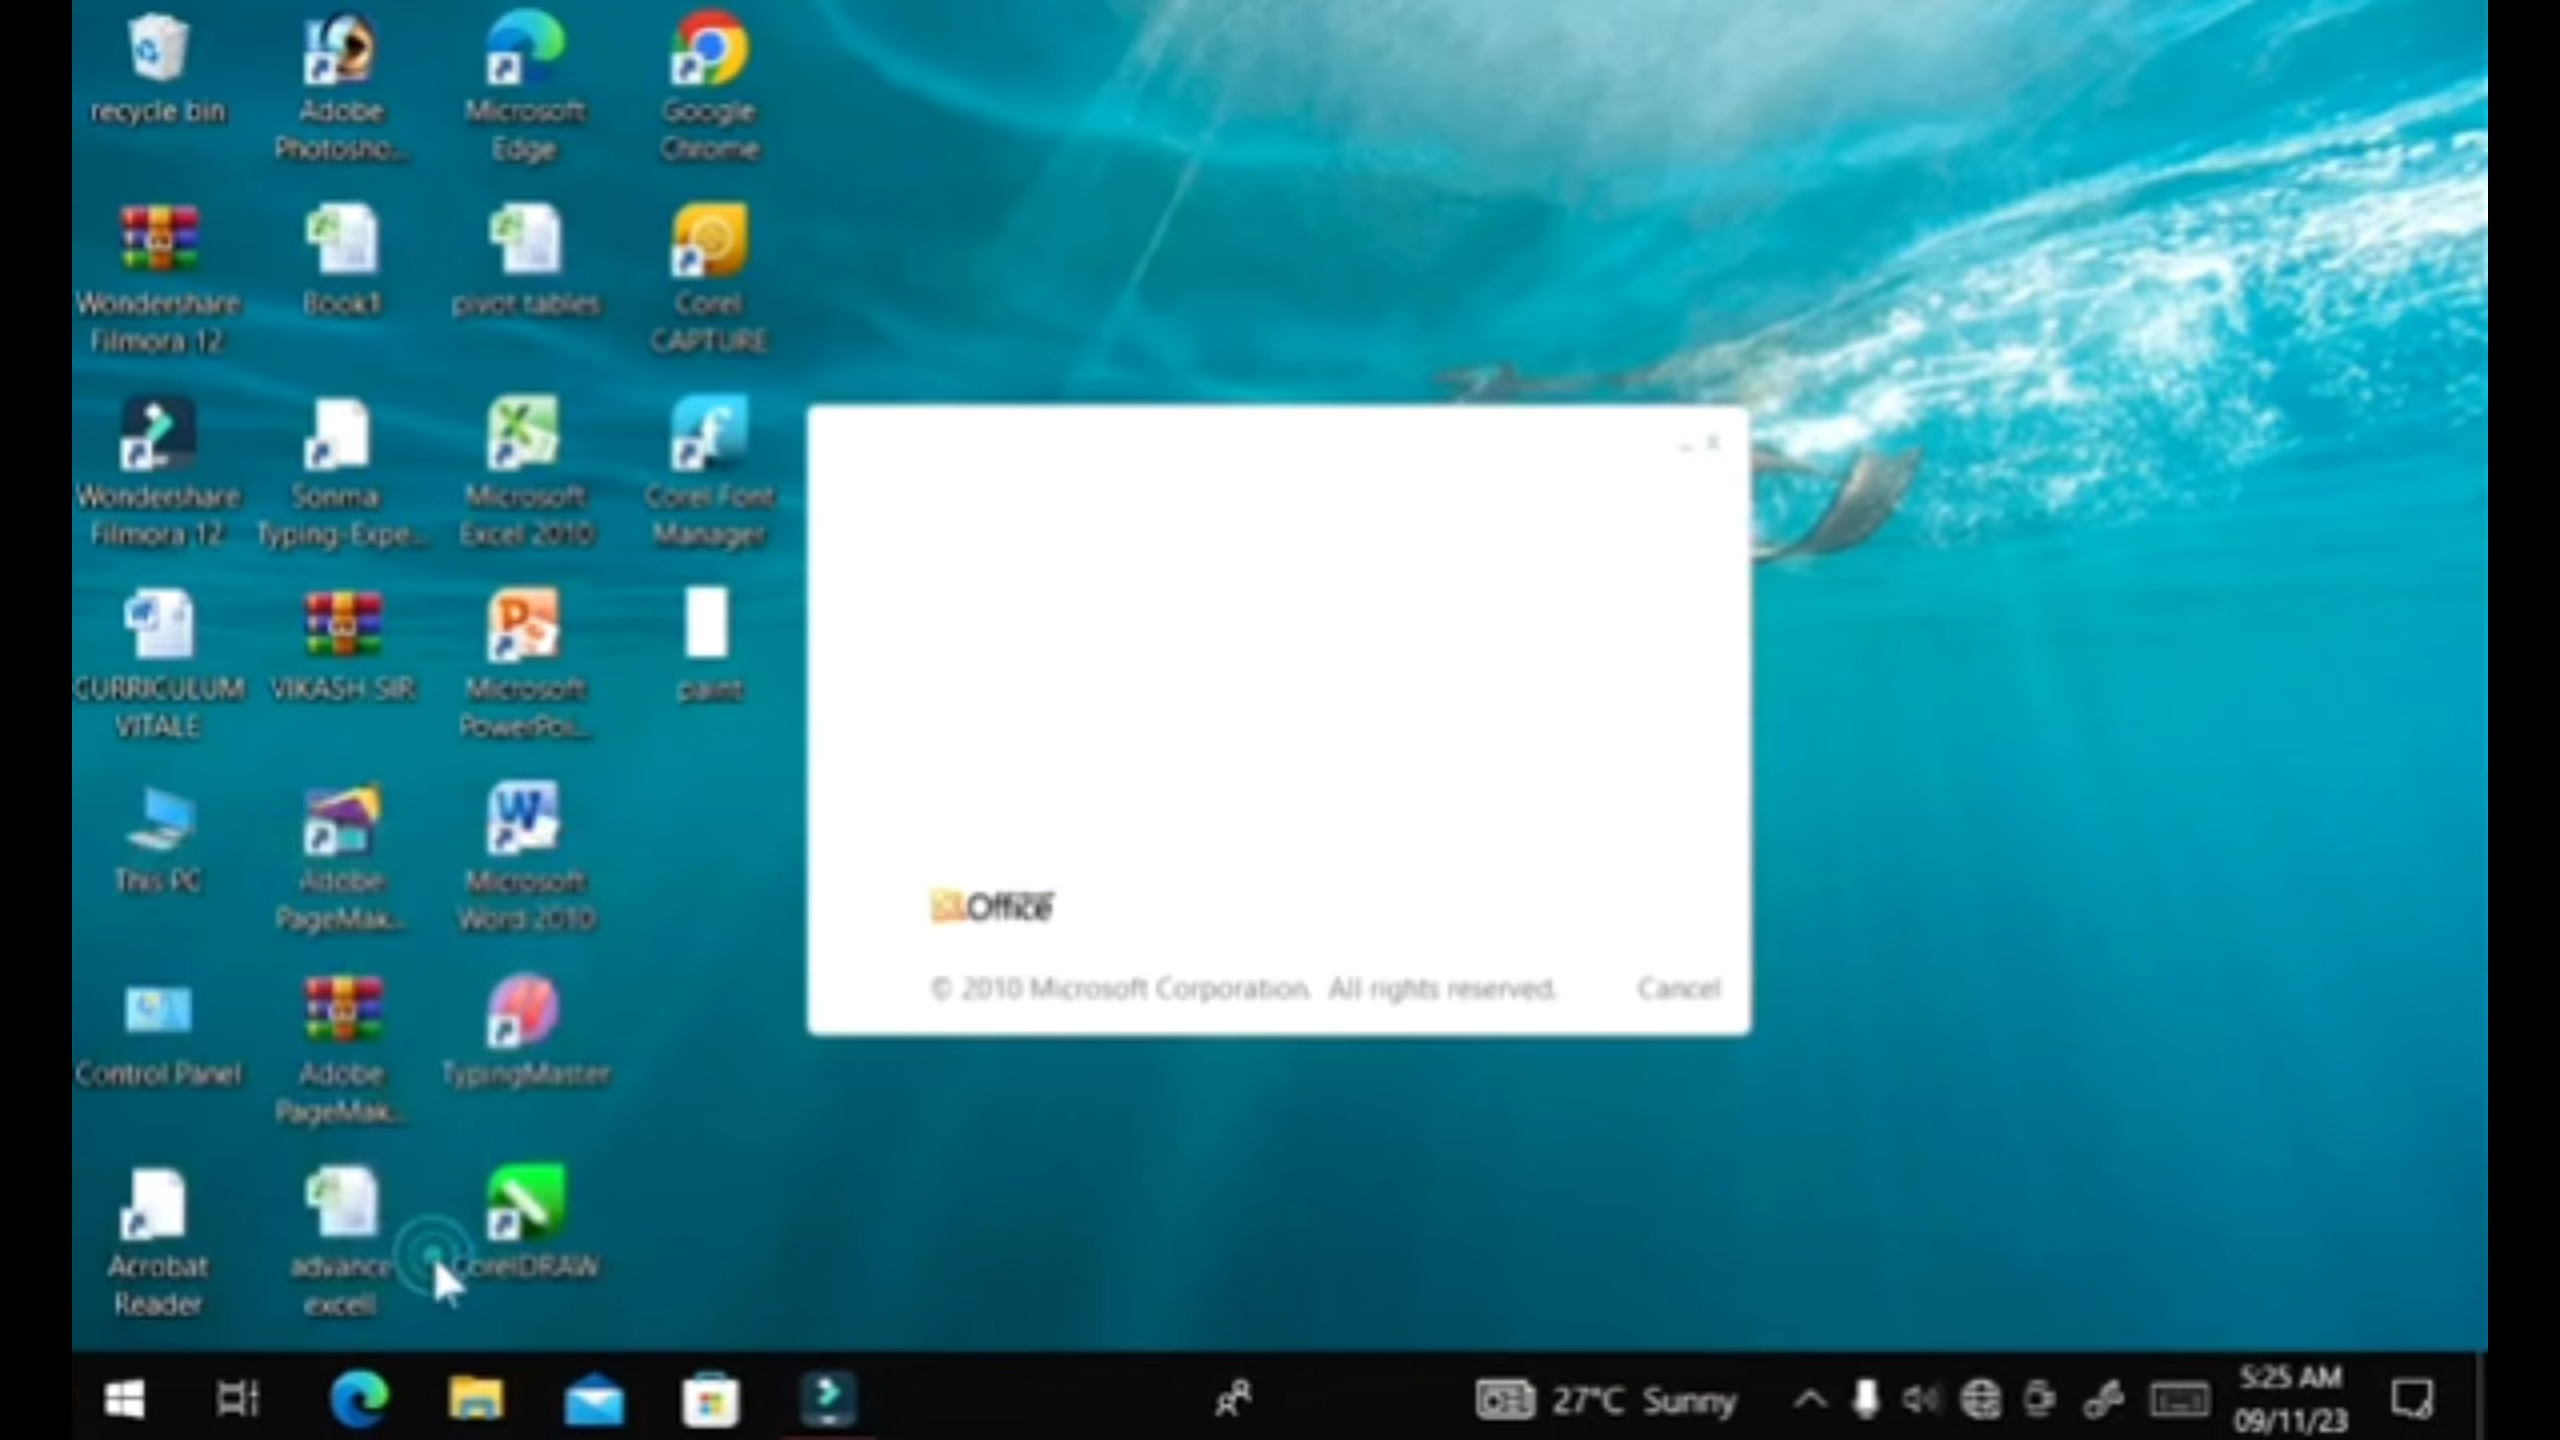 recycle bin
Adobe
Photosho...
Microsoft
Edge
Google
Chrome
Wondershare
Filmora 12
Book1
pivot tables
Corel
CAPTURE
Wondershare
Filmora 12
Sonma
Typing-Expe...
Microsoft
Excel 2010
Corel Font
Manager
CURRICULUM
VITALE
VIKASH SIR
Microsoft
PowerPoi...
paint
This PC
Adobe
PageMak...
Microsoft
Word 2010
Control Panel
Adobe
PageMak...
TypingMaster
Acrobat
Reader
advance
excell
CorelDRAW
Office
© 2010 Microsoft Corporation. All rights reserved.
Cancel
27°C Sunny
5:25 AM
09/11/23